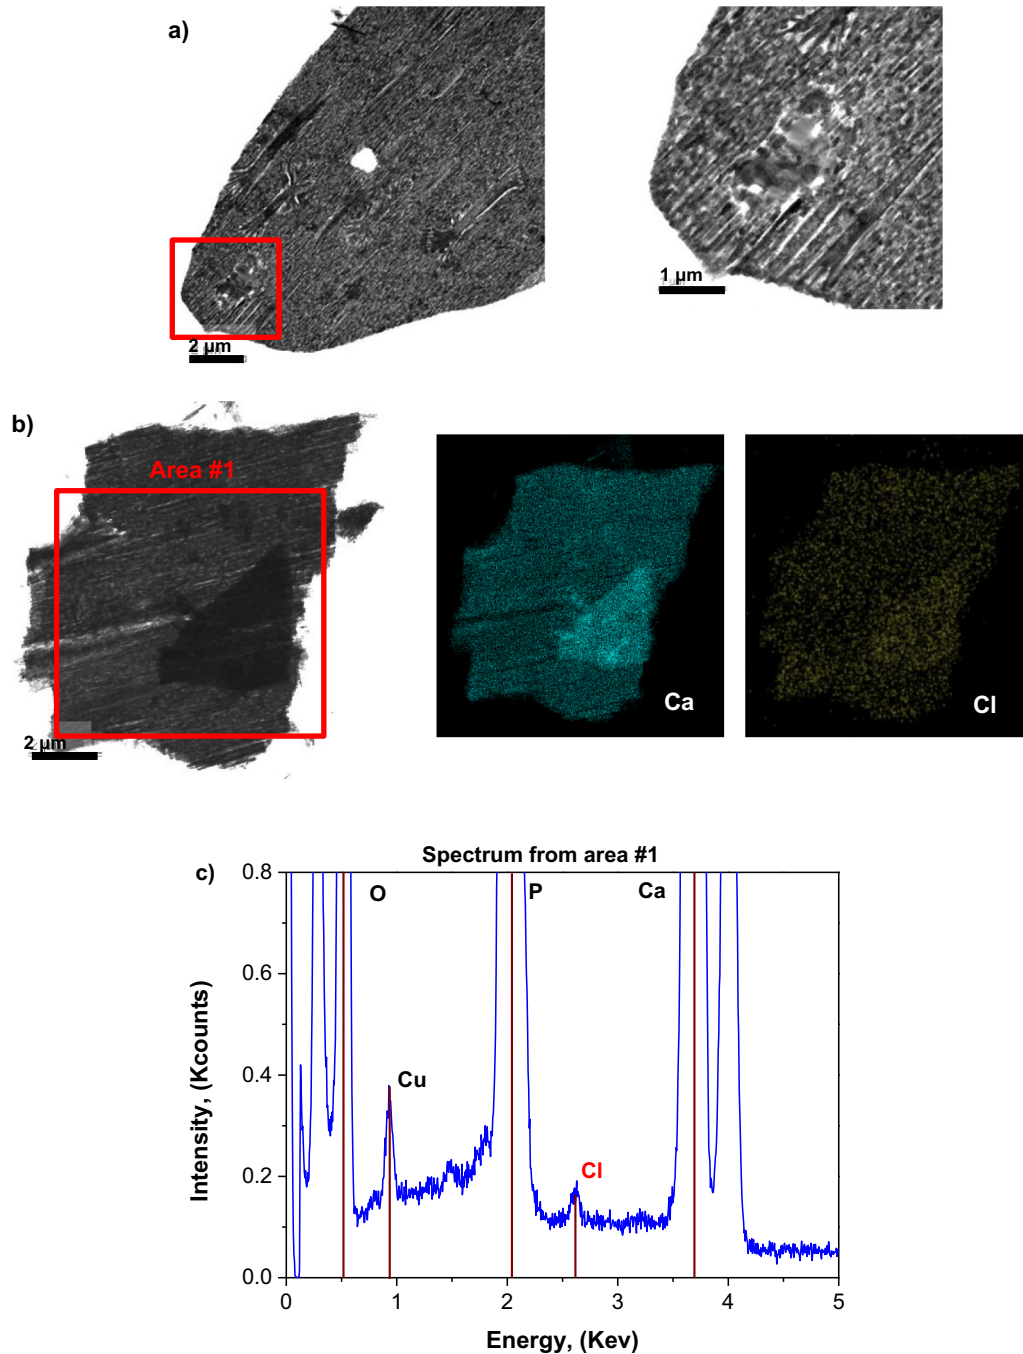 a)
2 µm
1 µm
b)
Area #1
2 µm
Ca
Cl
Spectrum from area #1
c)
O
P
Ca
Cu
Cl
0.8
0.6
0.4
0.2
0.0
Intensity, (Kcounts)
0
1
2
3
4
5
Energy, (Kev)